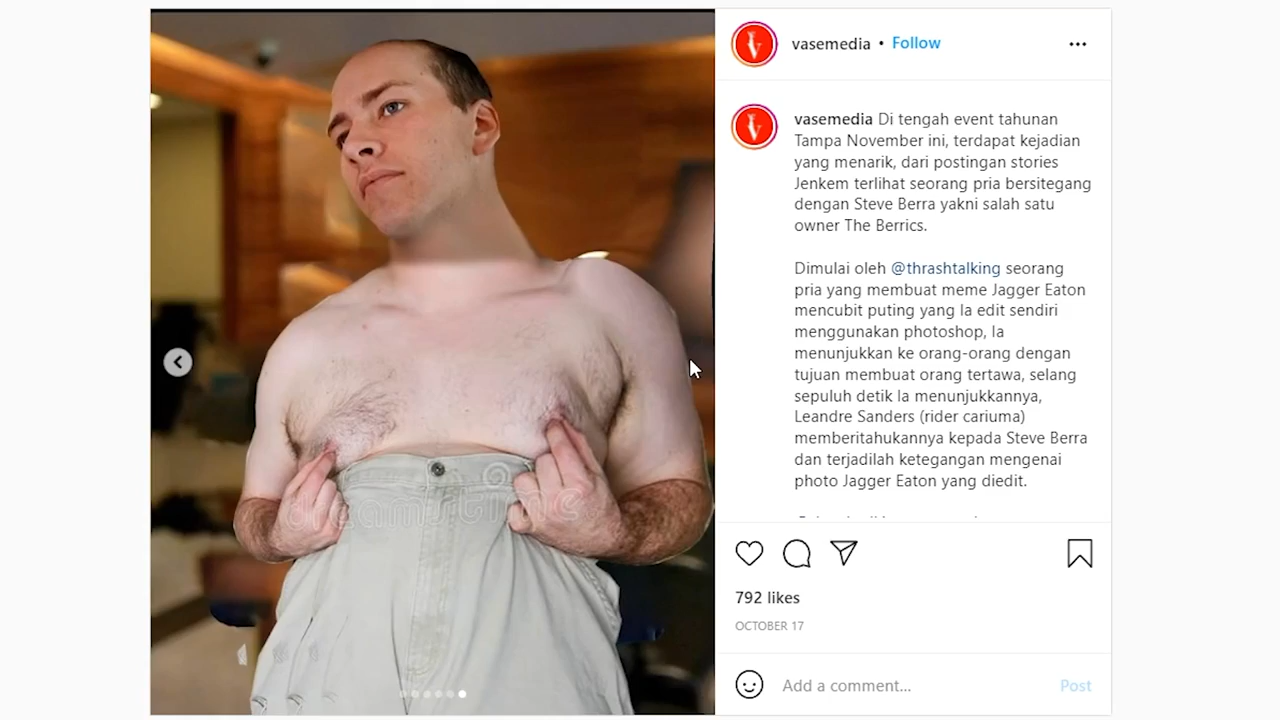 vasemedia • Follow
vasemedia Di tengah event tahunan
Tampa November ini, terdapat kejadian
yang menarik, dari postingan stories
Jenkem terlihat seorang pria bersitegang
dengan Steve Berra yakni salah satu
owner The Berrics.
Dimulai oleh @thrashtalking seorang
pria yang membuat meme Jagger Eaton
mencubit puting yang Ia edit sendiri
menggunakan photoshop, Ia
menunjukkan ke orang-orang dengan
tujuan membuat orang tertawa, selang
sepuluh detik Ia menunjukkannya,
Leandre Sanders (rider cariuma)
memberitahukannya kepada Steve Berra
dan terjadilah ketegangan mengenai
photo Jagger Eaton yang diedit.
792 likes
OCTOBER 17
Add a comment...
Post
dreamstime